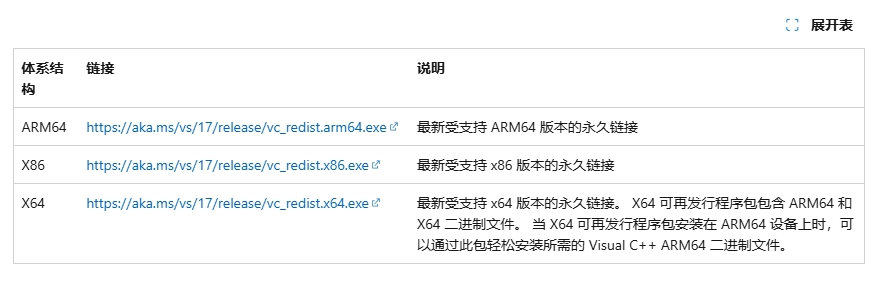 展开表
体系结构 链接 说明
ARM64 https://aka.ms/vs/17/release/vc_redist.arm64.exe 最新受支持 ARM64 版本的永久链接
X86 https://aka.ms/vs/17/release/vc_redist.x86.exe 最新受支持 x86 版本的永久链接
X64 https://aka.ms/vs/17/release/vc_redist.x64.exe 最新受支持 x64 版本的永久链接。 X64 可再发行程序包包含 ARM64 和
X64 二进制文件。 当 X64 可再发行程序包安装在 ARM64 设备上时，可
以通过此包轻松安装所需的 Visual C++ ARM64 二进制文件。